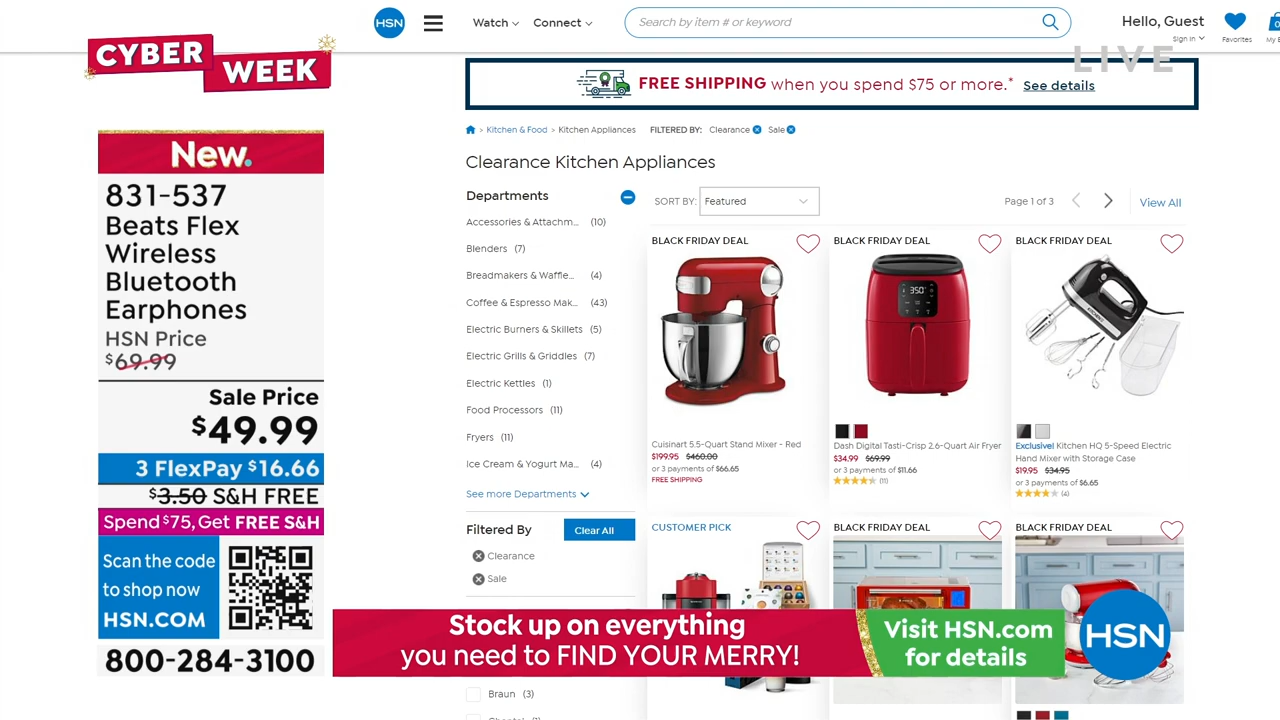 HSN
Watch
Connect
Search by item # or keyword
Hello, Guest
Sign In
Favorites
0
LIVE
CYBER
WEEK
FREE SHIPPING when you spend $75 or more.* See details
> Kitchen & Food > Kitchen Appliances FILTERED BY: Clearance Sale
Clearance Kitchen Appliances
New.
831-537
Beats Flex
Wireless
Bluetooth
Earphones
HSN Price
$69.99
Sale Price
$49.99
3 FlexPay $16.66
$3.50 S&H FREE
Spend $75, Get FREE S&H
Scan the code
to shop now
HSN.COM
800-284-3100
Departments
Accessories & Attachm... (10)
Blenders (7)
Breadmakers & Waffle... (4)
Coffee & Espresso Mak... (43)
Electric Burners & Skillets (5)
Electric Grills & Griddles (7)
Electric Kettles (1)
Food Processors (11)
Fryers (11)
Ice Cream & Yogurt Ma... (4)
See more Departments
Filtered By
Clear All
Clearance
Sale
Braun (3)
SORT BY: Featured
Page 1 of 3
View All
BLACK FRIDAY DEAL
Cuisinart 5.5-Quart Stand Mixer - Red
$199.95 $460.00
or 3 payments of $66.65
FREE SHIPPING
BLACK FRIDAY DEAL
350°
Dash Digital Tasti-Crisp 2.6-Quart Air Fryer
$34.99 $69.99
or 3 payments of $11.66
(11)
BLACK FRIDAY DEAL
Exclusive! Kitchen HQ 5-Speed Electric
Hand Mixer with Storage Case
$19.95 $34.95
or 3 payments of $6.65
(4)
CUSTOMER PICK
BLACK FRIDAY DEAL
BLACK FRIDAY DEAL
Stock up on everything
you need to FIND YOUR MERRY!
Visit HSN.com
for details
HSN